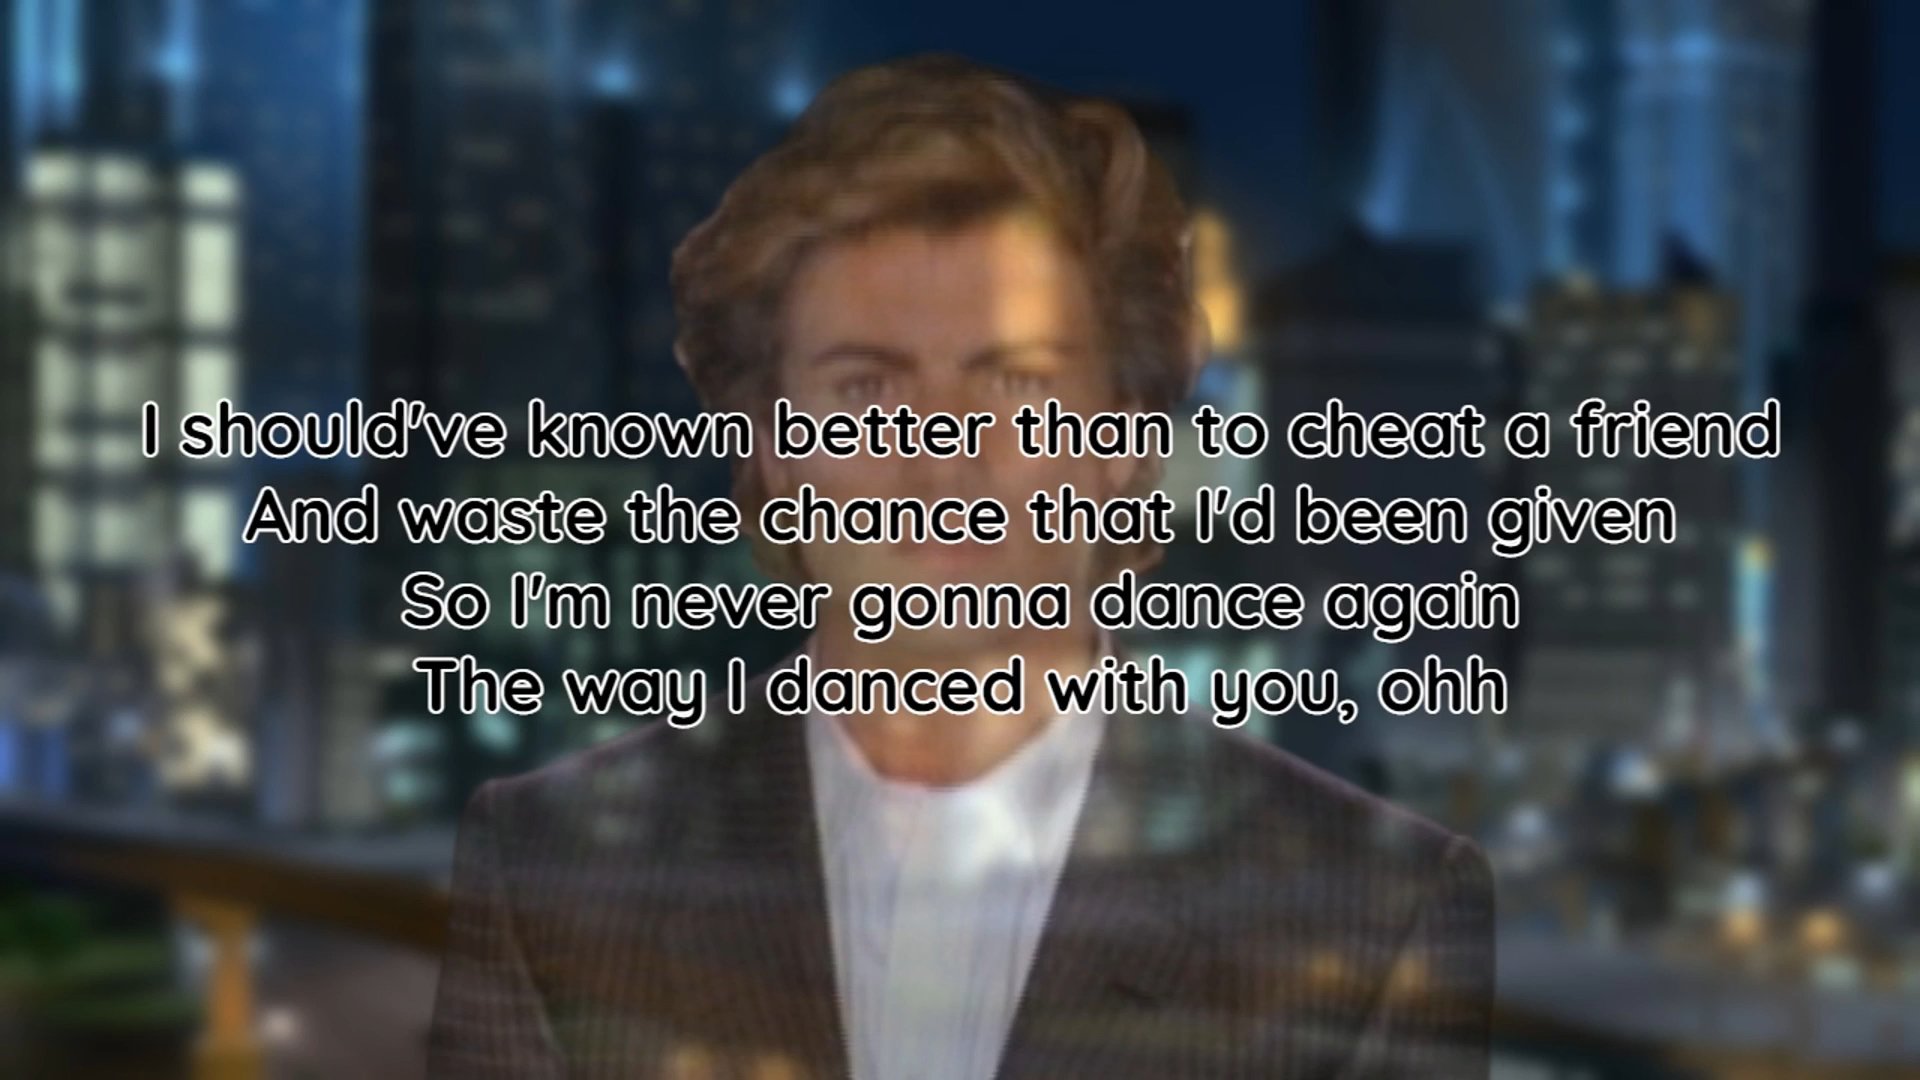 I should've known better than to cheat a friend
And waste the chance that I'd been given
So I'm never gonna dance again
The way I danced with you, ohh